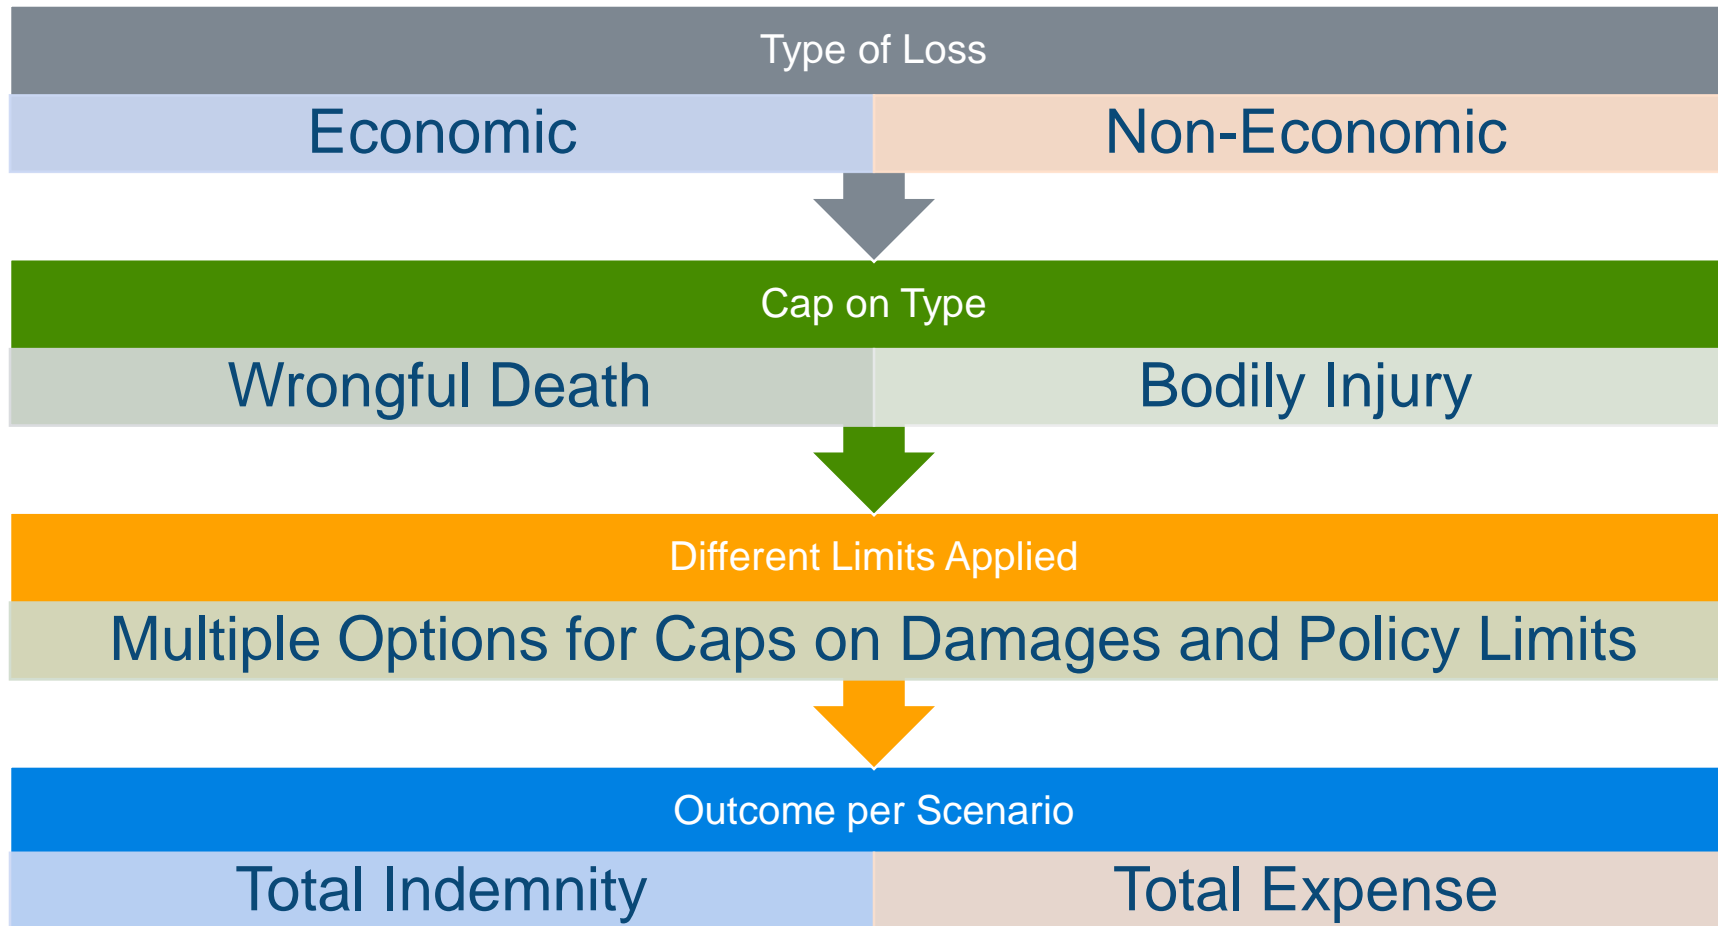 Type of Loss
Economic
Non-Economic
Cap on Type
Wrongful Death
Bodily Injury
Different Limits Applied
Multiple Options for Caps on Damages and Policy Limits
Outcome per Scenario
Total Indemnity
Total Expense